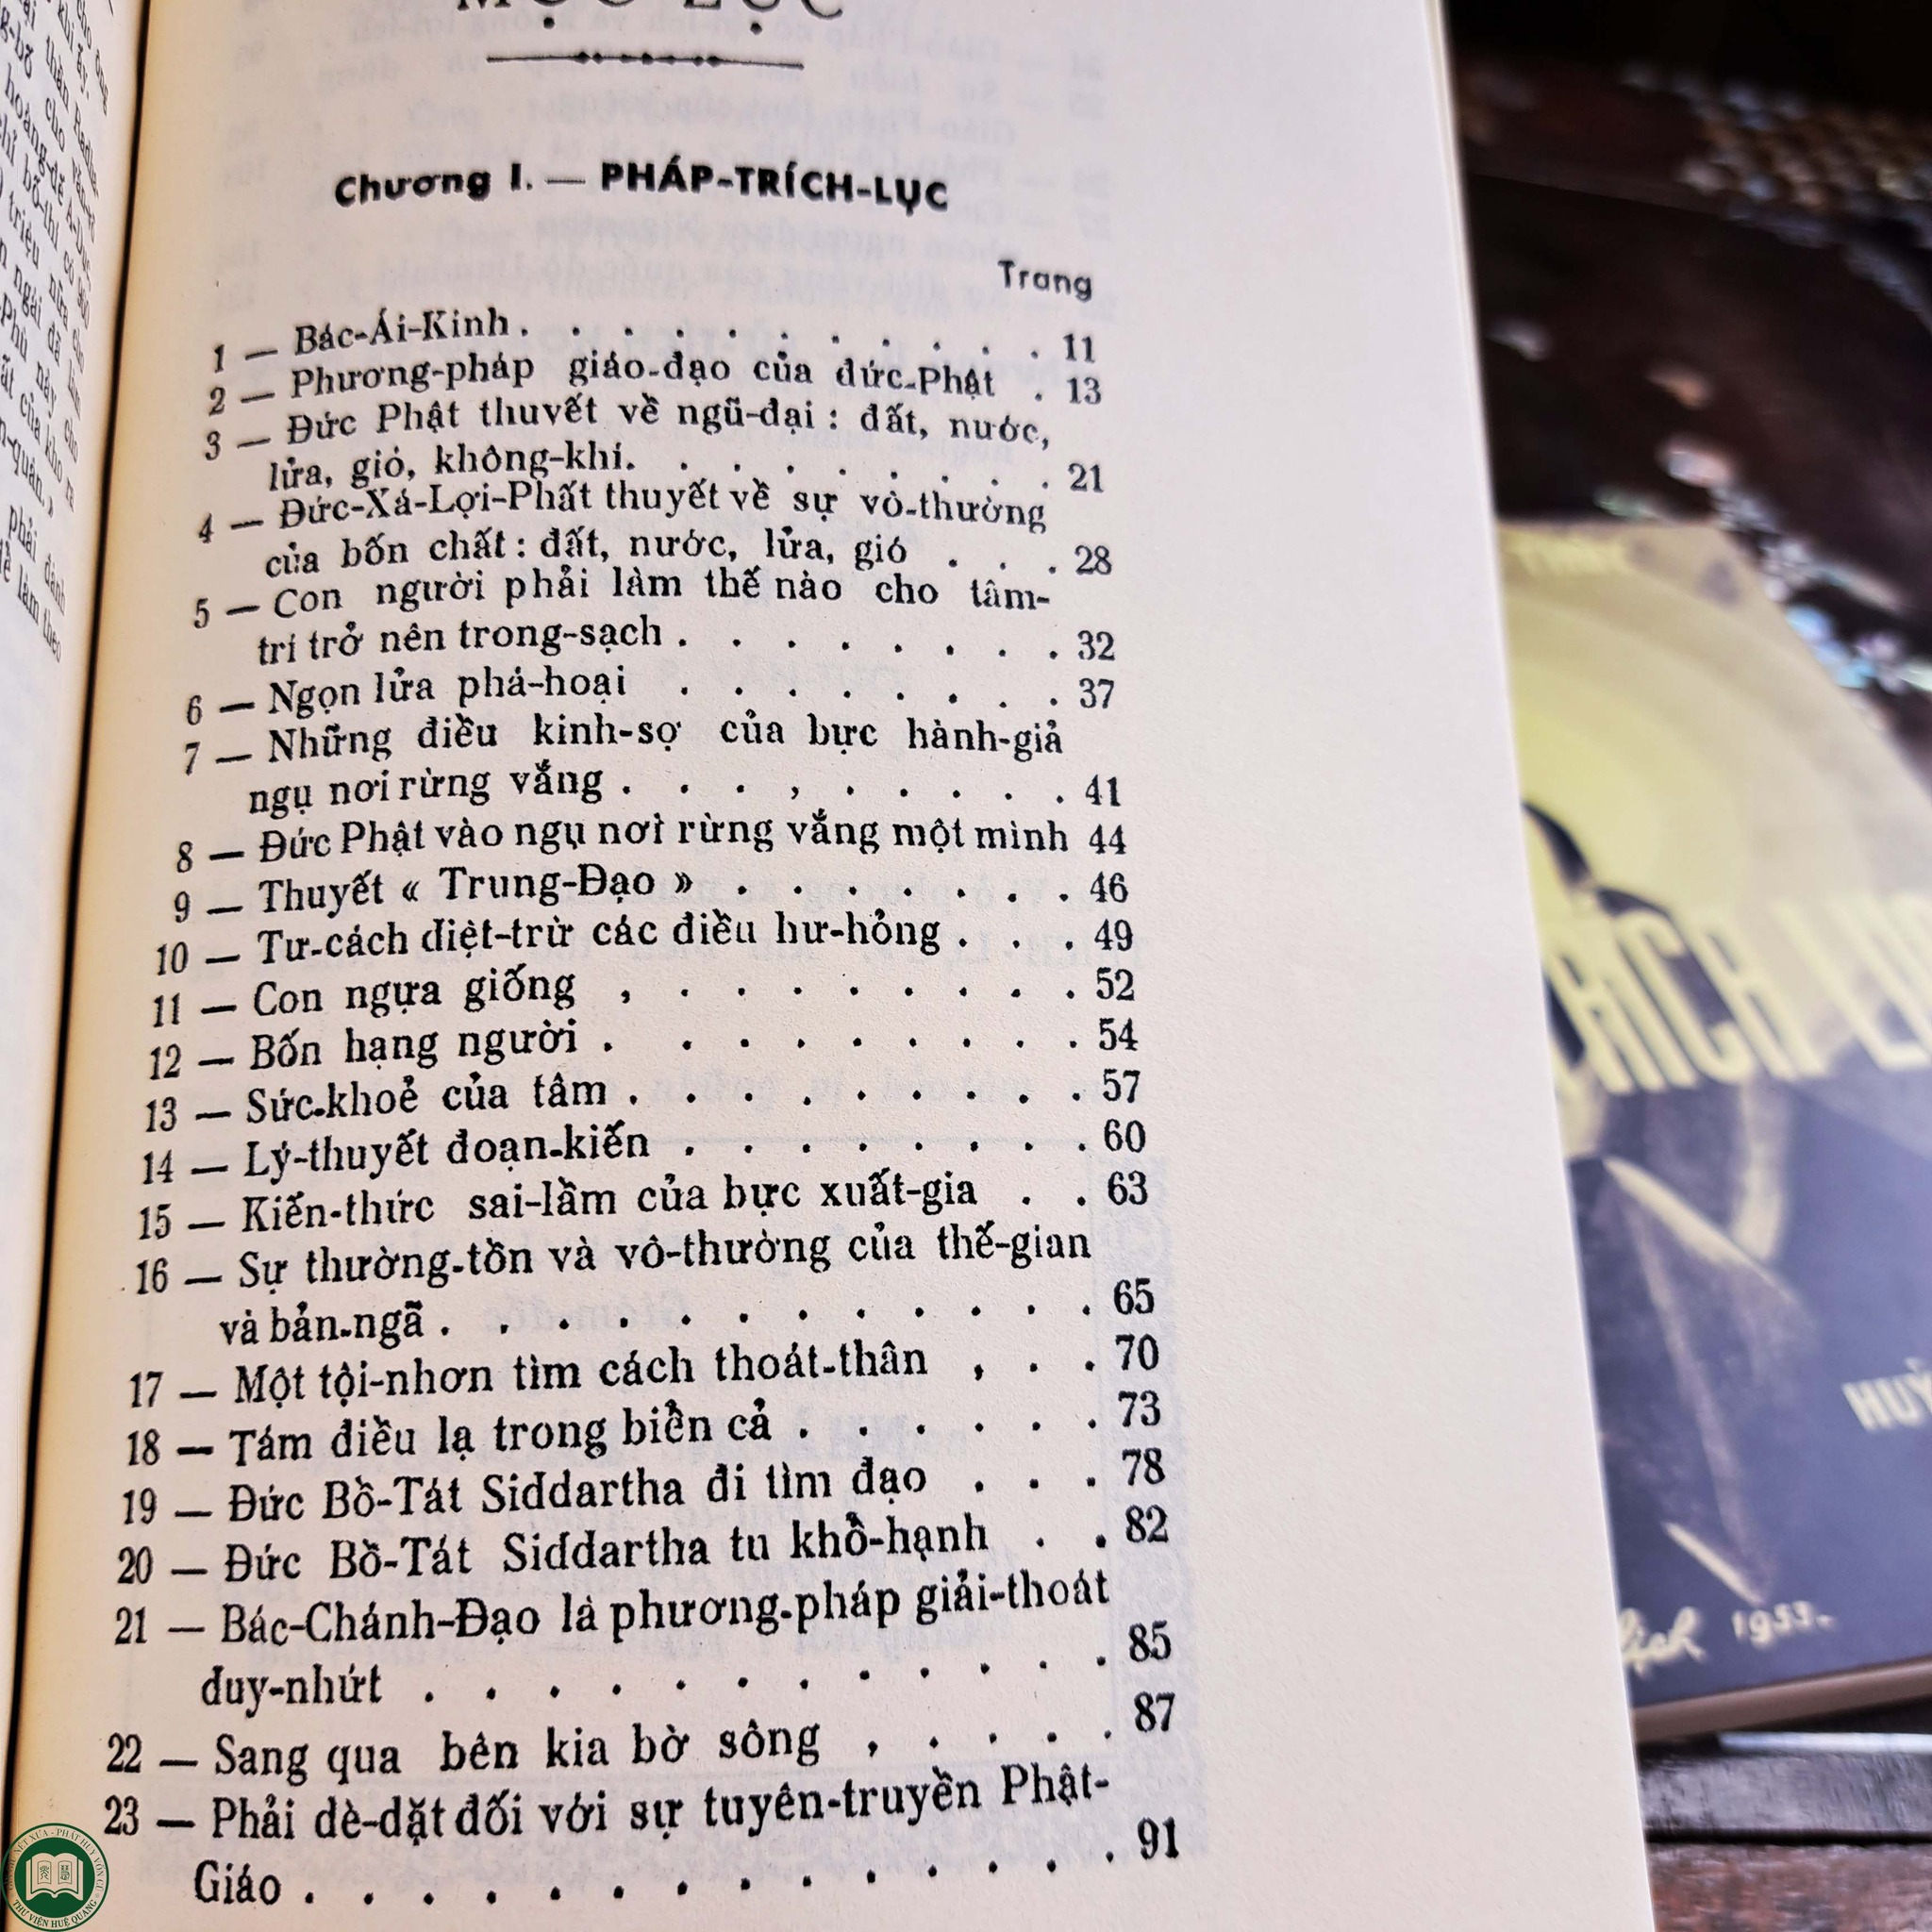 MỤC LỤC
Chương I. — PHÁP-TRÍCH-LỤC
Trang
1 — Bác-Ái-Kinh . . . . . . . . . . 11
2 — Phương-pháp giáo-đạo của đức-Phật . 13
3 — Đức Phật thuyết về ngũ-đại : đất, nước,
lửa, gió, không-khí. . . . . . . . . 21
4 — Đức-Xá-Lợi-Phất thuyết về sự vô-thường
của bốn chất : đất, nước, lửa, gió . . . 28
5 — Con người phải làm thế nào cho tâm-
trí trở nên trong-sạch . . . . . . . . 32
6 — Ngọn lửa phá-hoại . . . . . . . . 37
7 — Những điều kinh-sợ của bực hành-giả
ngụ nơi rừng vắng . . . , . . . . . 41
8 — Đức Phật vào ngụ nơi rừng vắng một mình 44
9 — Thuyết « Trung-Đạo » . . . . . . . 46
10 — Tư-cách diệt-trừ các điều hư-hỏng . . . 49
11 — Con ngựa giống , . . . . . . . . 52
12 — Bốn hạng người . . . . . . . . . 54
13 — Sức-khoẻ của tâm . . . . . . . . . 57
14 — Lý-thuyết đoạn-kiến . . . . . . . . 60
15 — Kiến-thức sai-lầm của bực xuất-gia . . 63
16 — Sự thường-tồn và vô-thường của thế-gian
và bản-ngã . . . . . . . . . . . . 65
17 — Một tội-nhơn tìm cách thoát-thân , . . 70
18 — Tám điều lạ trong biển cả . . . . . . 73
19 — Đức Bồ-Tát Siddartha đi tìm đạo . . . 78
20 — Đức Bồ-Tát Siddartha tu khổ-hạnh . . 82
21 — Bác-Chánh-Đạo là phương-pháp giải-thoát
duy-nhứt . . . . . . . . . . . . 85
22 — Sang qua bên kia bờ sông , . . . . 87
23 — Phải dè-dặt đối với sự tuyên-truyền Phật-
Giáo . . . . . . . . . . . . . . 91
TRÍCH LỤC
HUỲ
dịch 1953-
THƯ VIỆN HUỆ QUANG